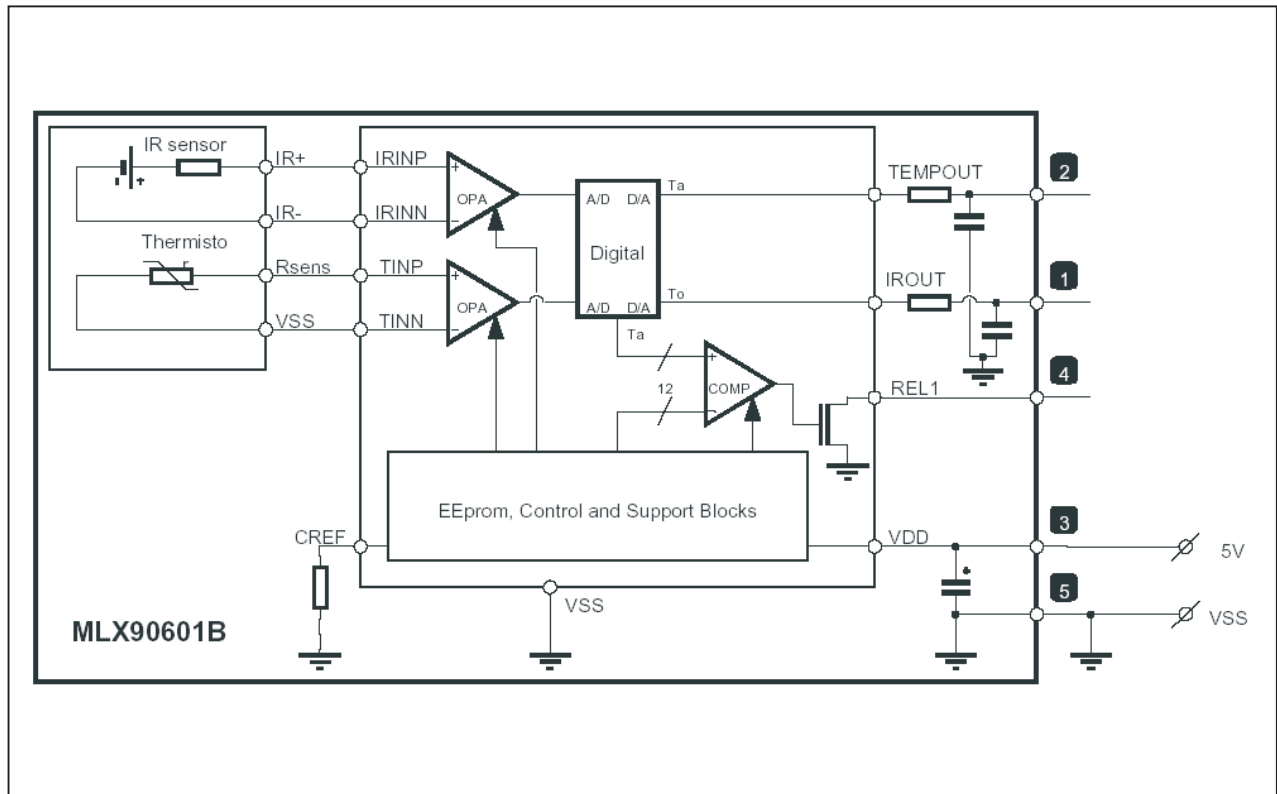 IR sensor
IR+
IRINP
- +
+
OPA
−
A/D D/A
Ta
TEMPOUT
2
IR-
IRINN
Thermisto
r
Digital
Rsens
TINP
+
OPA
−
A/D D/A
To
IROUT
1
VSS
TINN
Ta
+
COMP
−
12
REL1
4
EEprom, Control and Support Blocks
CREF
VDD
3
5V
+
5
VSS
VSS
MLX90601B